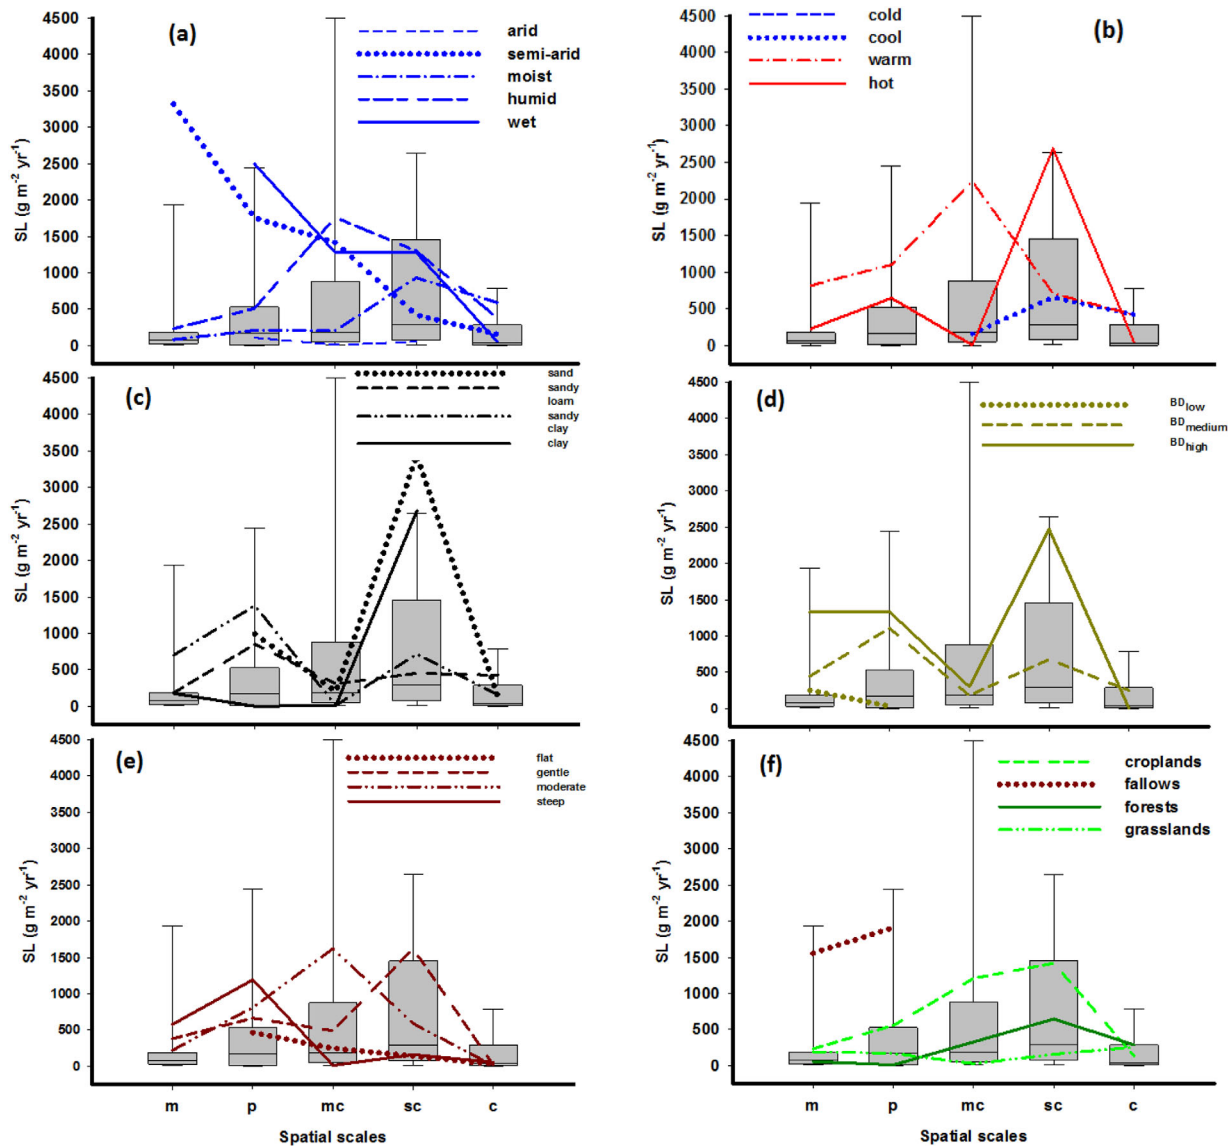 (a)
arid
semi-arid
moist
humid
wet
SL (g m⁻² yr⁻¹)
4500
4000
3500
3000
2500
2000
1500
1000
500
0
(b)
cold
cool
warm
hot
SL (g m⁻² yr⁻¹)
4500
4000
3500
3000
2500
2000
1500
1000
500
0
(c)
sand
sandy
loam
sandy
clay
clay
SL (g m⁻² yr⁻¹)
4500
4000
3500
3000
2500
2000
1500
1000
500
0
(d)
BDlow
BDmedium
BDhigh
SL (g m⁻² yr⁻¹)
4500
4000
3500
3000
2500
2000
1500
1000
500
0
(e)
flat
gentle
moderate
steep
SL (g m⁻² yr⁻¹)
4500
4000
3500
3000
2500
2000
1500
1000
500
0
m p mc sc c
Spatial scales
(f)
croplands
fallows
forests
grasslands
SL (g m⁻² yr⁻¹)
4500
4000
3500
3000
2500
2000
1500
1000
500
0
m p mc sc c
Spatial scales